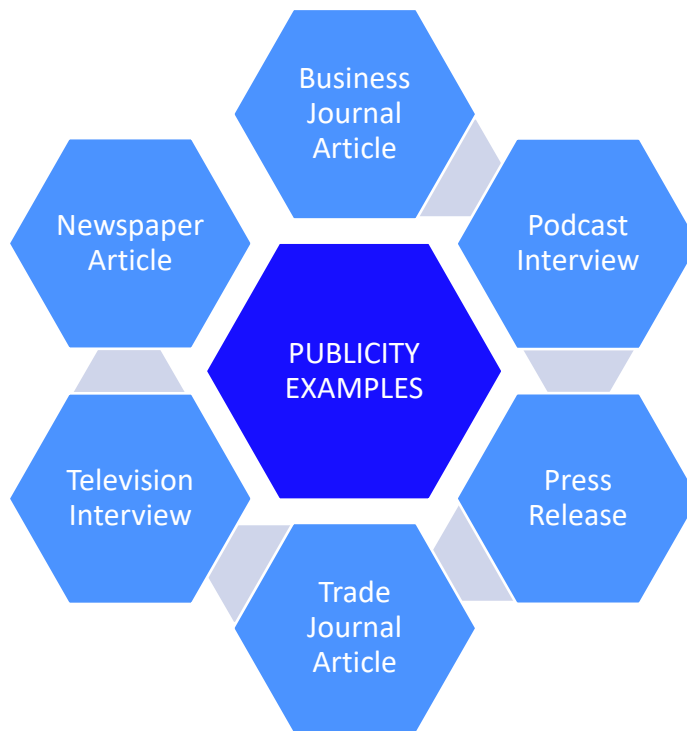 Business
Journal
Article
Podcast
Interview
Press
Release
Trade
Journal
Article
Television
Interview
Newspaper
Article
PUBLICITY
EXAMPLES